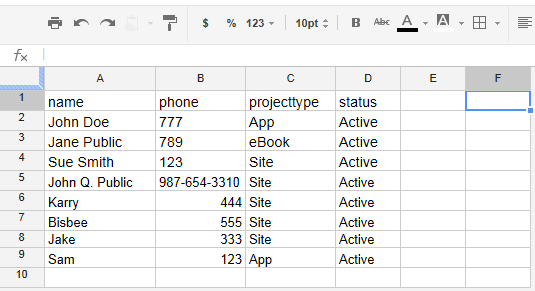 $ % 123 10pt B Abc A A
fx
A B C D E F
1 name phone projecttype status
2 John Doe 777 App Active
3 Jane Public 789 eBook Active
4 Sue Smith 123 Site Active
5 John Q. Public 987-654-3310 Site Active
6 Karry 444 Site Active
7 Bisbee 555 Site Active
8 Jake 333 Site Active
9 Sam 123 App Active
10